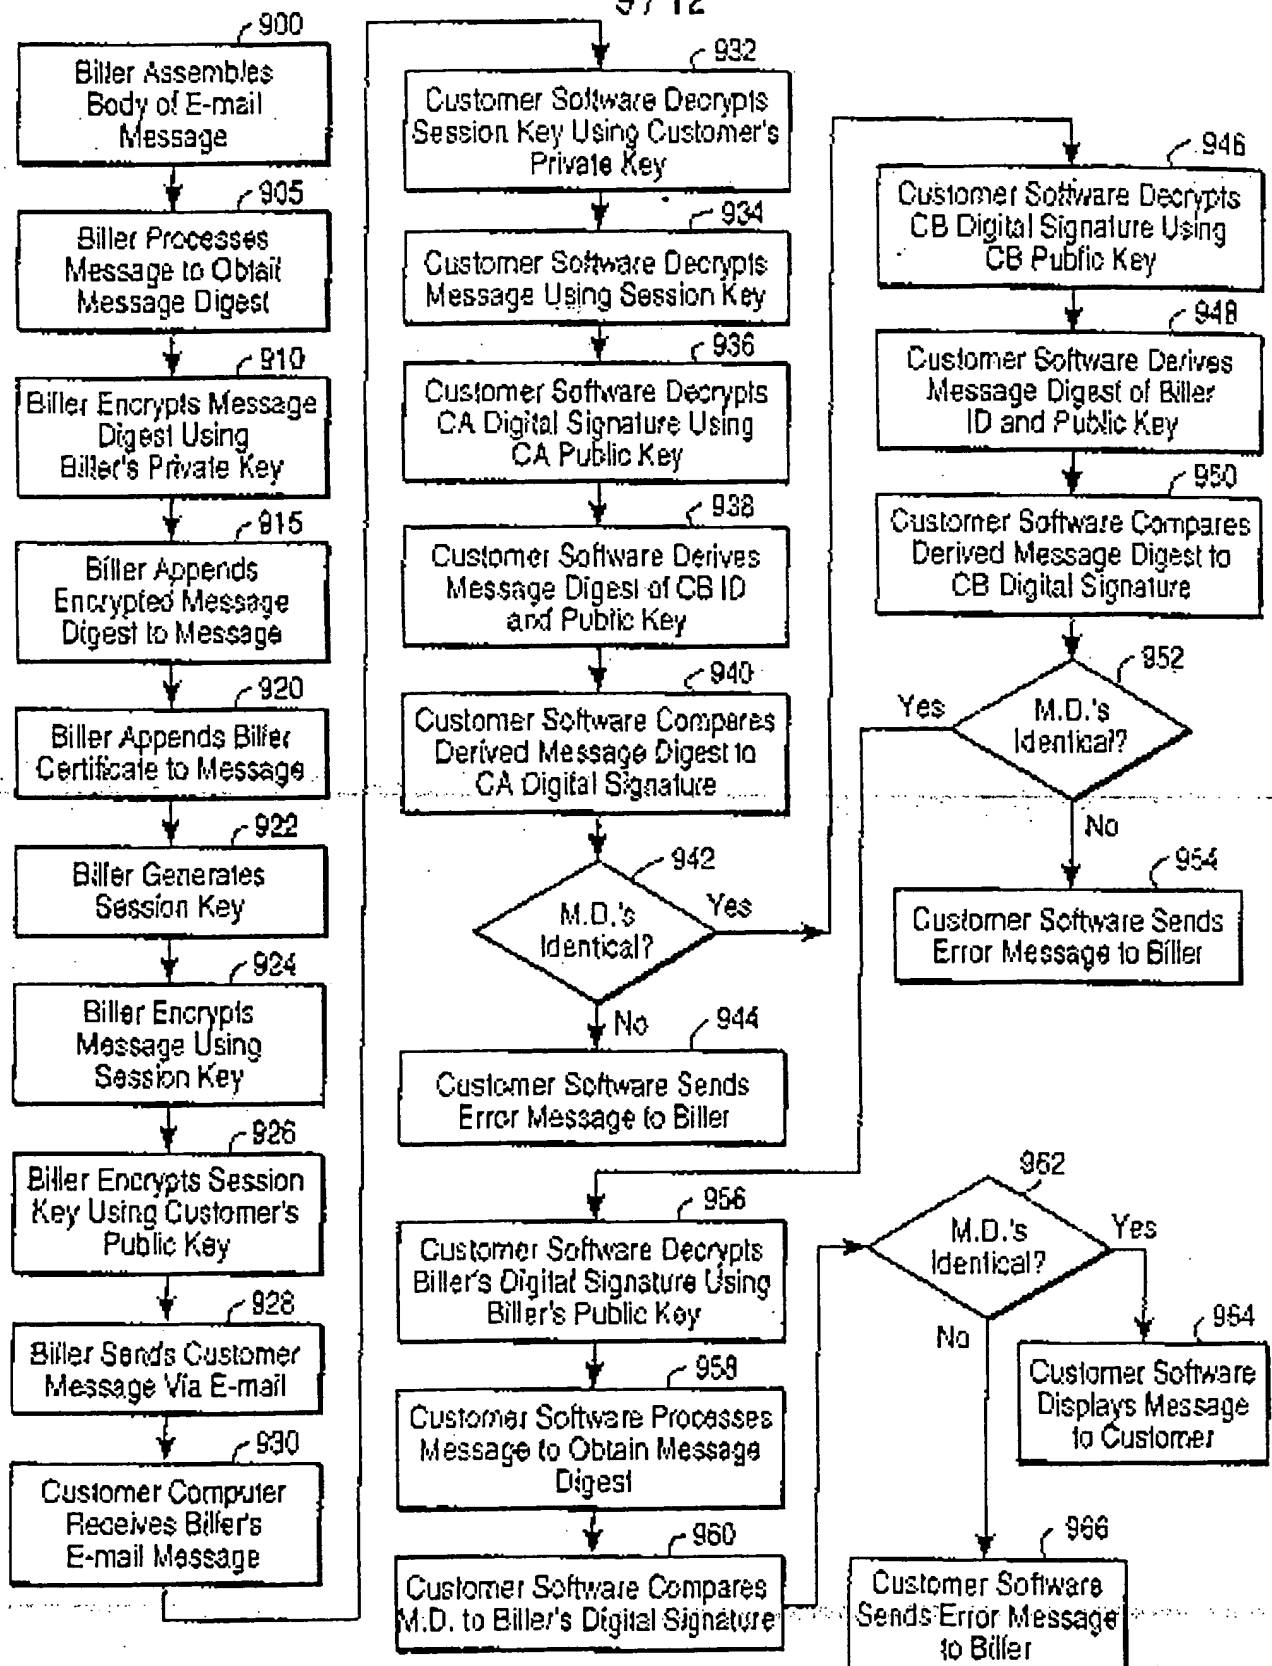 9 / 12
900
Biller Assembles
Body of E-mail
Message
905
Biller Processes
Message to Obtain
Message Digest
910
Biller Encrypts Message
Digest Using
Biller's Private Key
915
Biller Appends
Encrypted Message
Digest to Message
920
Biller Appends Biller
Certificate to Message
922
Biller Generates
Session Key
924
Biller Encrypts
Message Using
Session Key
926
Biller Encrypts Session
Key Using Customer's
Public Key
928
Biller Sends Customer
Message Via E-mail
930
Customer Computer
Receives Biller's
E-mail Message
932
Customer Software Decrypts
Session Key Using Customer's
Private Key
934
Customer Software Decrypts
Message Using Session Key
936
Customer Software Decrypts
CA Digital Signature Using
CA Public Key
938
Customer Software Derives
Message Digest of CB ID
and Public Key
940
Customer Software Compares
Derived Message Digest to
CA Digital Signature
942
M.D.'s
Identical?
Yes
No
944
Customer Software Sends
Error Message to Biller
946
Customer Software Decrypts
CB Digital Signature Using
CB Public Key
948
Customer Software Derives
Message Digest of Biller
ID and Public Key
950
Customer Software Compares
Derived Message Digest to
CB Digital Signature
952
M.D.'s
Identical?
Yes
No
954
Customer Software Sends
Error Message to Biller
956
Customer Software Decrypts
Biller's Digital Signature Using
Biller's Public Key
958
Customer Software Processes
Message to Obtain Message
Digest
960
Customer Software Compares
M.D. to Biller's Digital Signature
962
M.D.'s
Identical?
Yes
No
964
Customer Software
Displays Message
to Customer
966
Customer Software
Sends Error Message
to Biller